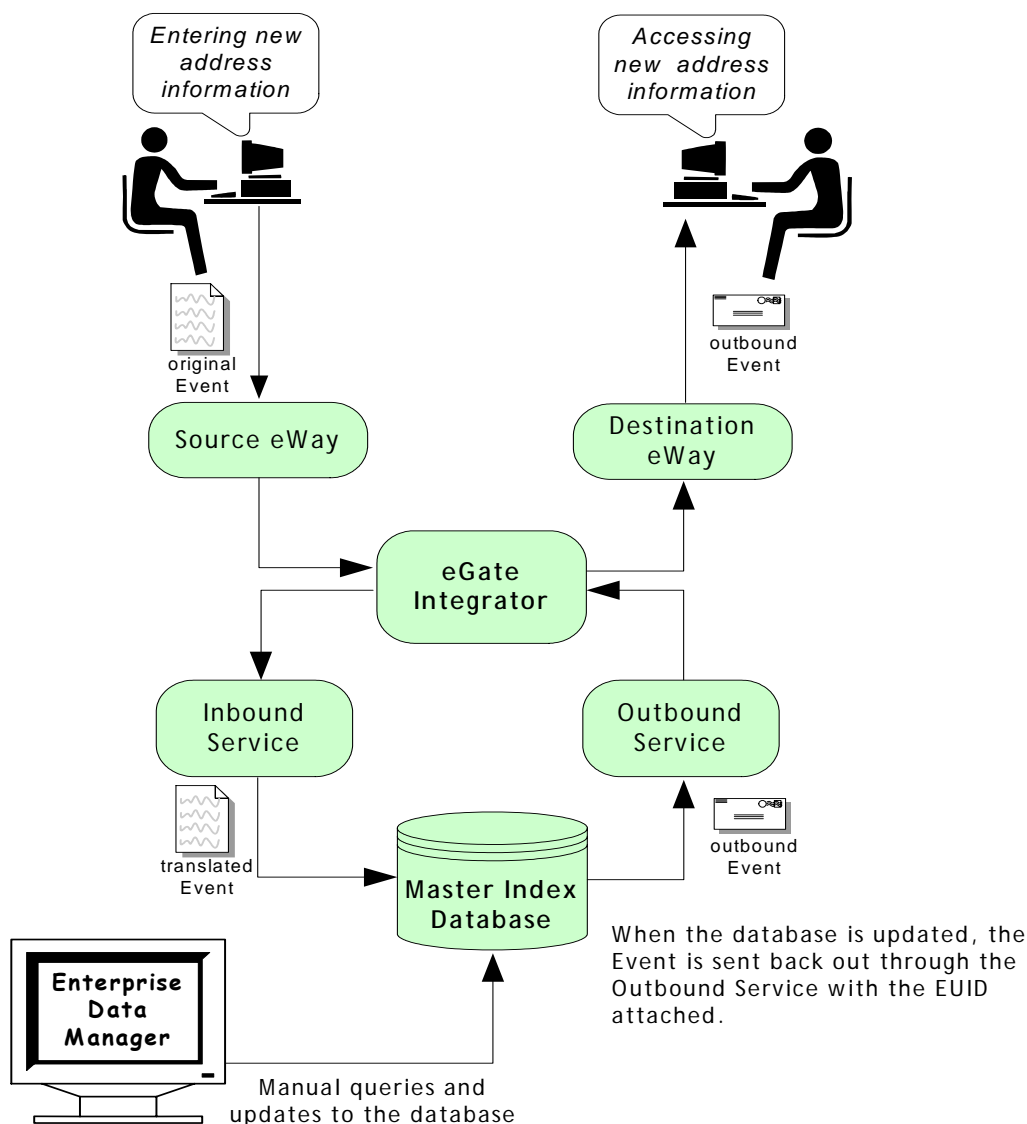 Entering new
address
information
Accessing
new address
information
original
Event
outbound
Event
Source eWay
Destination
eWay
eGate
Integrator
Inbound
Service
Outbound
Service
translated
Event
outbound
Event
Master Index
Database
When the database is updated, the
Event is sent back out through the
Outbound Service with the EUID
attached.
Enterprise
Data
Manager
Manual queries and
updates to the database